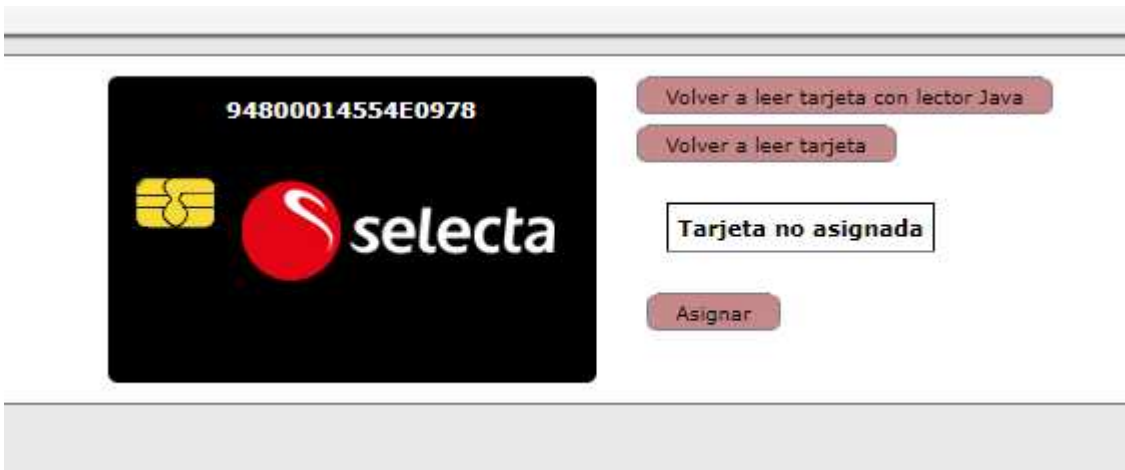 94800014554E0978
selecta
Volver a leer tarjeta con lector Java
Volver a leer tarjeta
Tarjeta no asignada
Asignar